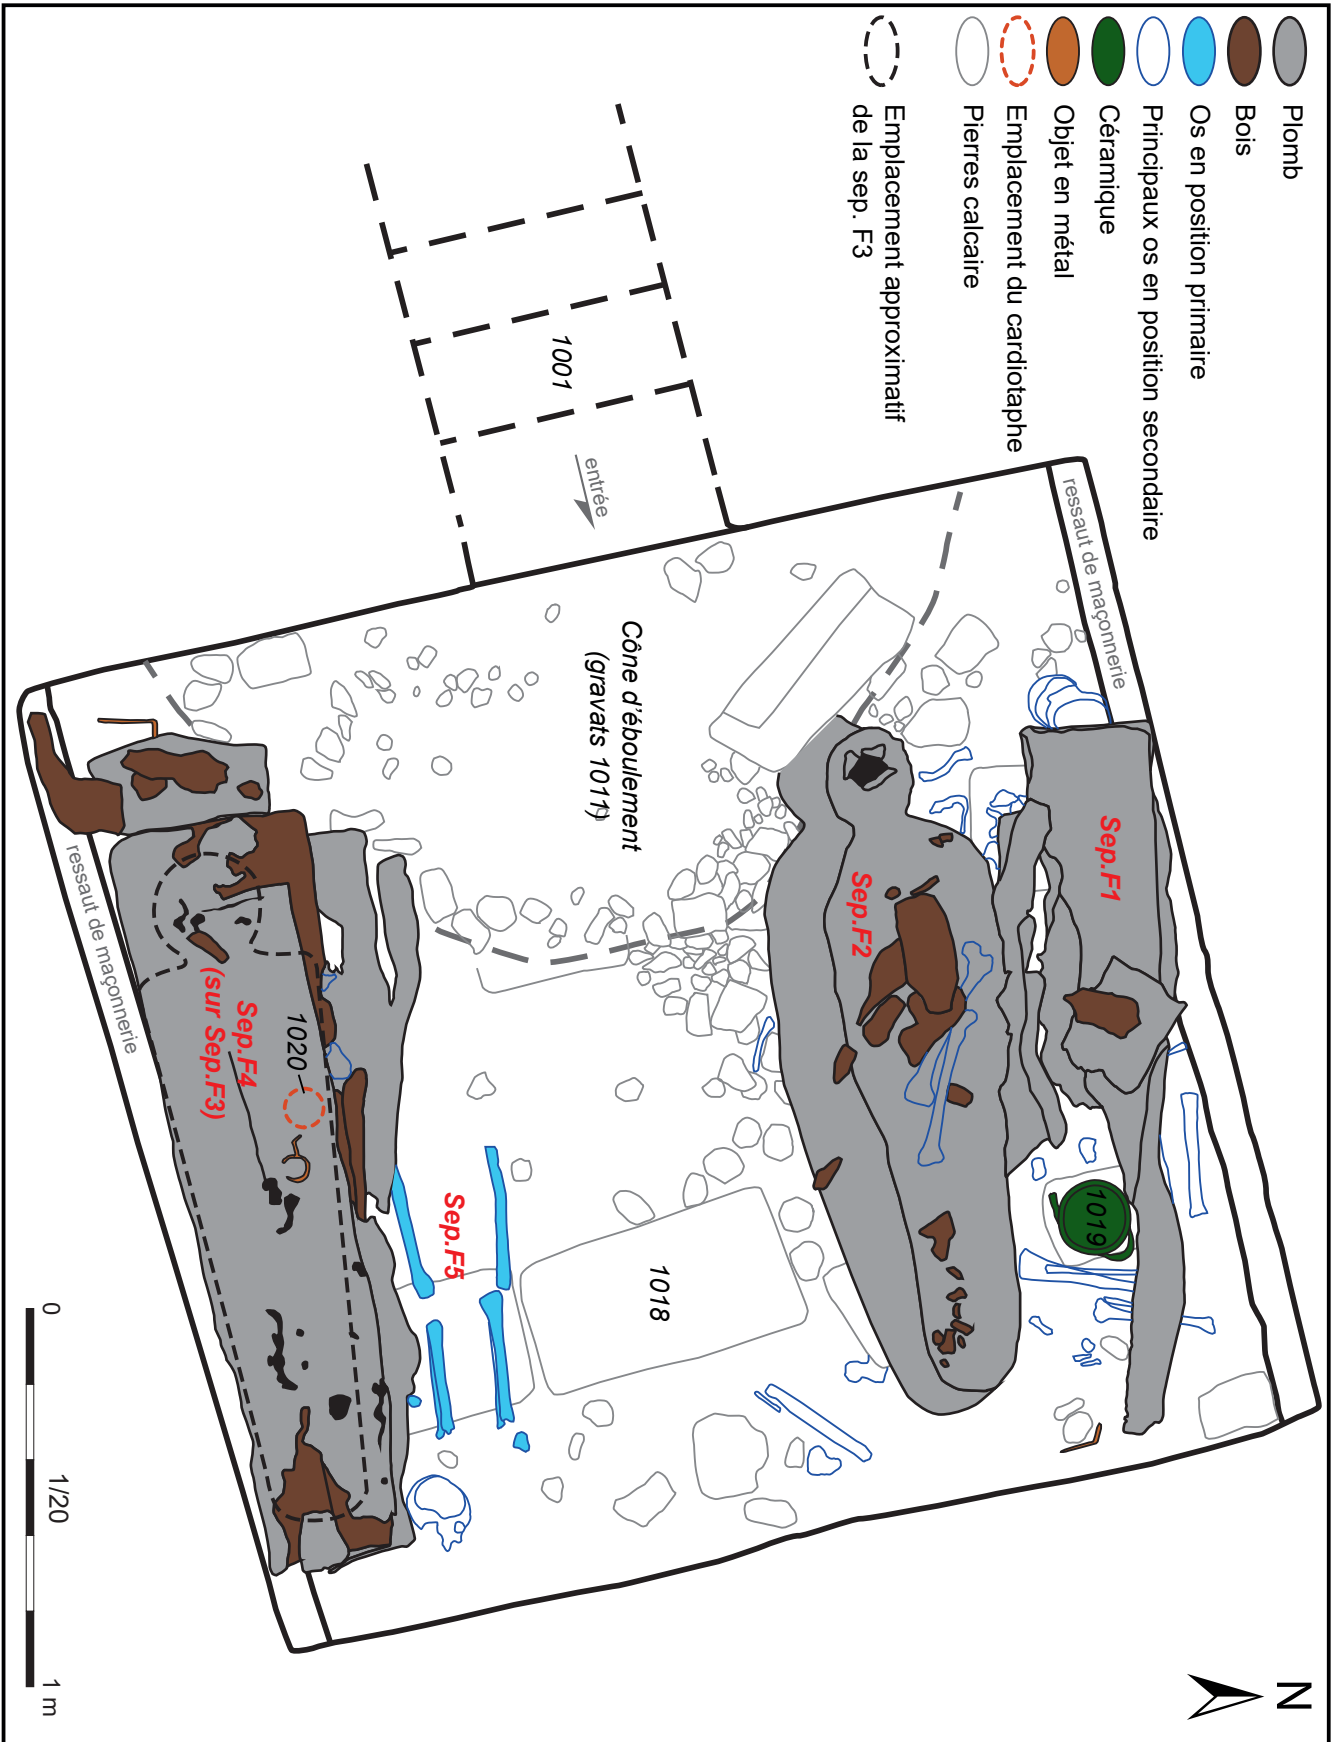 Plomb
Bois
Os en position primaire
Principaux os en position secondaire
Céramique
Objet en métal
Emplacement du cardiotaphe
Pierres calcaire
Emplacement approximatif
de la sep. F3
N
ressaut de maçonnerie
Sep.F1
1019
Sep.F2
1001
entrée
Cône d'éboulement
(gravats 1011)
1018
Sep.F5
1020
Sep.F4
(sur Sep.F3)
ressaut de maçonnerie
0
1/20
1 m